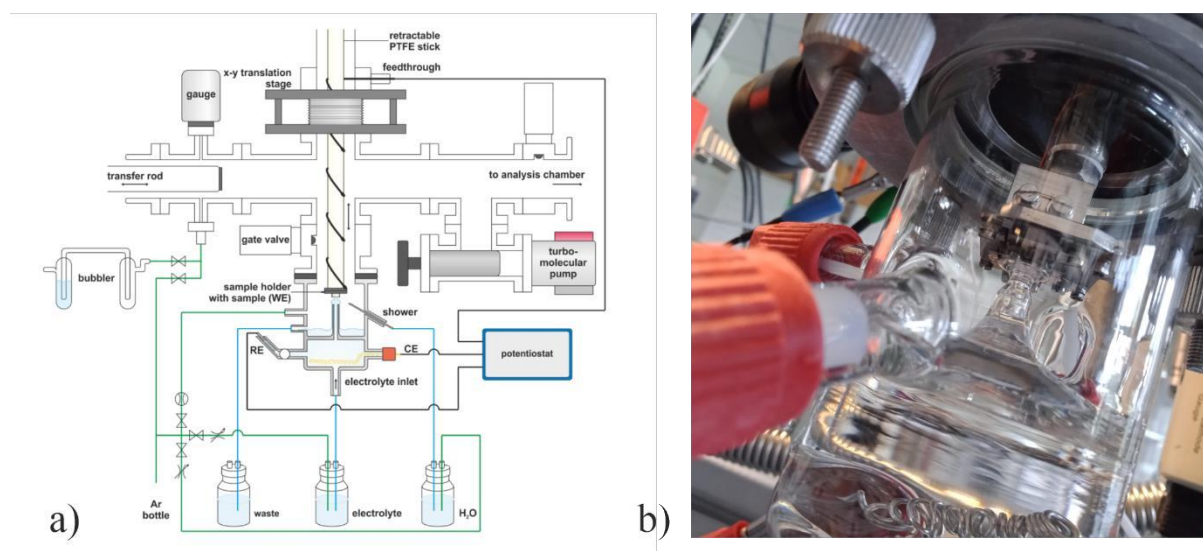 a)
b)
retractable
PTFE stick
feedthrough
x-y translation
stage
gauge
transfer rod
to analysis chamber
gate valve
turbo-
molecular
pump
bubbler
sample holder
with sample (WE)
shower
RE
CE
potentiostat
electrolyte inlet
Ar
bottle
waste
electrolyte
H₂O